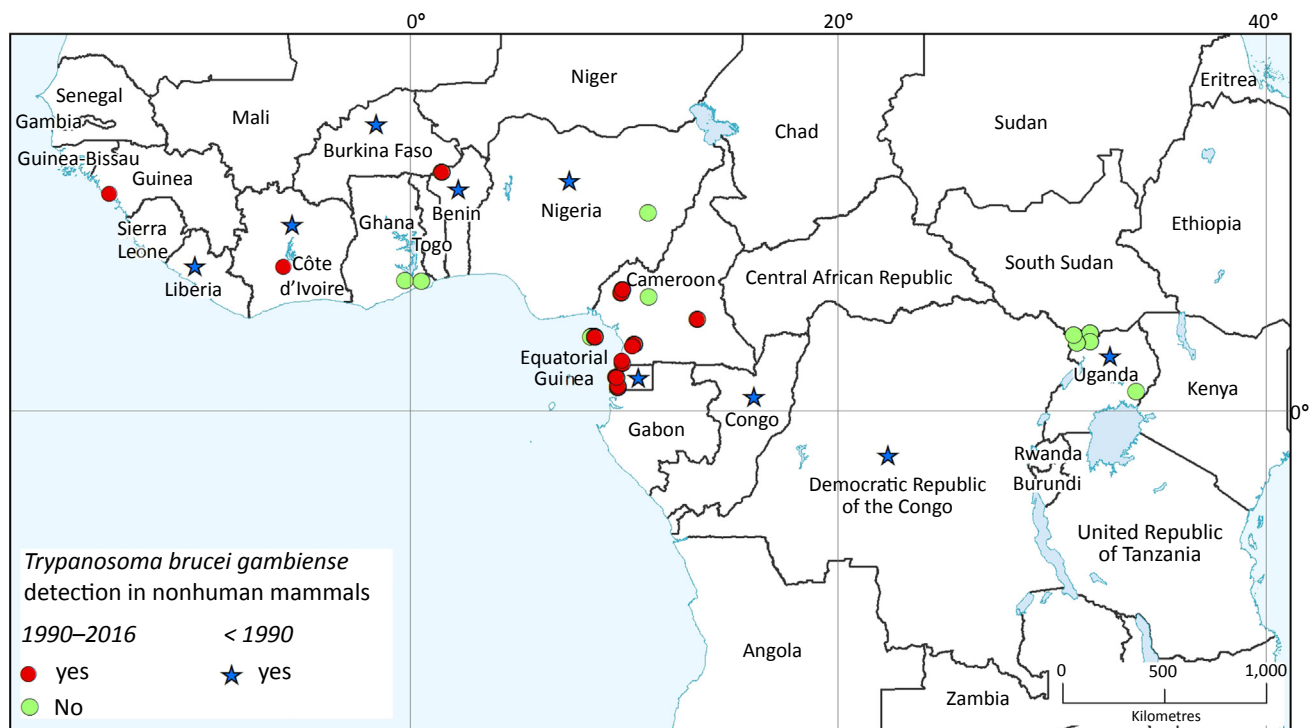 0°
20°
40°
Niger
Eritrea
Senegal
Mali
Chad
Sudan
Gambia
Burkina Faso
Guinea-Bissau
Guinea
Nigeria
Benin
Ghana
Ethiopia
Sierra
Leone
Togo
South Sudan
Côte
d’Ivoire
Cameroon
Central African Republic
Liberia
Equatorial
Guinea
Uganda
Kenya
Congo
Gabon
0°
Rwanda
Burundi
Democratic Republic
of the Congo
United Republic
of Tanzania
Trypanosoma brucei gambiense
detection in nonhuman mammals
1990–2016 < 1990
yes yes
No
Angola
Zambia
0 500 1,000
Kilometres